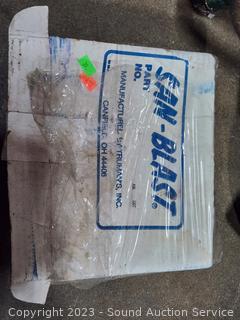 SAN-BLAST®
PART
NO.
MANUFACTURED BY TRUMAN'S, INC.
CANFIELD, OH 44406
Copyright 2023 - Sound Auction Service